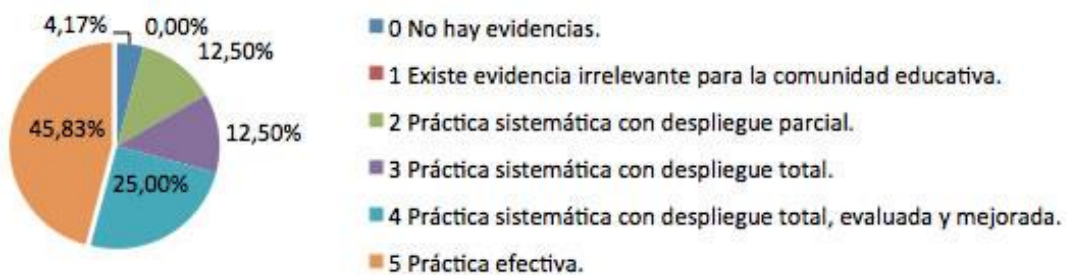 4,17%
0,00%
12,50%
12,50%
25,00%
45,83%
0 No hay evidencias.
1 Existe evidencia irrelevante para la comunidad educativa.
2 Práctica sistemática con despliegue parcial.
3 Práctica sistemática con despliegue total.
4 Práctica sistemática con despliegue total, evaluada y mejorada.
5 Práctica efectiva.